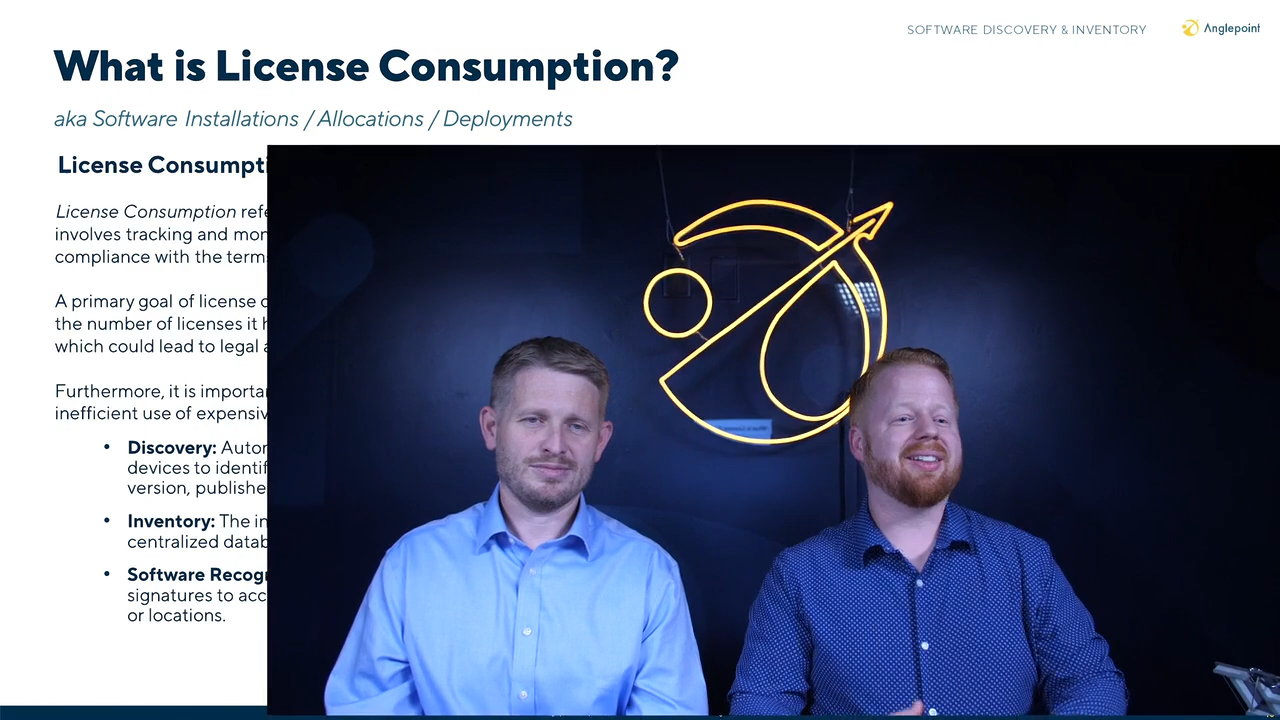 SOFTWARE DISCOVERY & INVENTORY
Anglepoint
What is License Consumption?
aka Software Installations / Allocations / Deployments
License Consumpti
License Consumption refe
involves tracking and mon
compliance with the terms
A primary goal of license c
the number of licenses it h
which could lead to legal a
Furthermore, it is importan
inefficient use of expensiv
• Discovery: Autor
devices to identif
version, publishe
• Inventory: The in
centralized datab
• Software Recogn
signatures to acc
or locations.